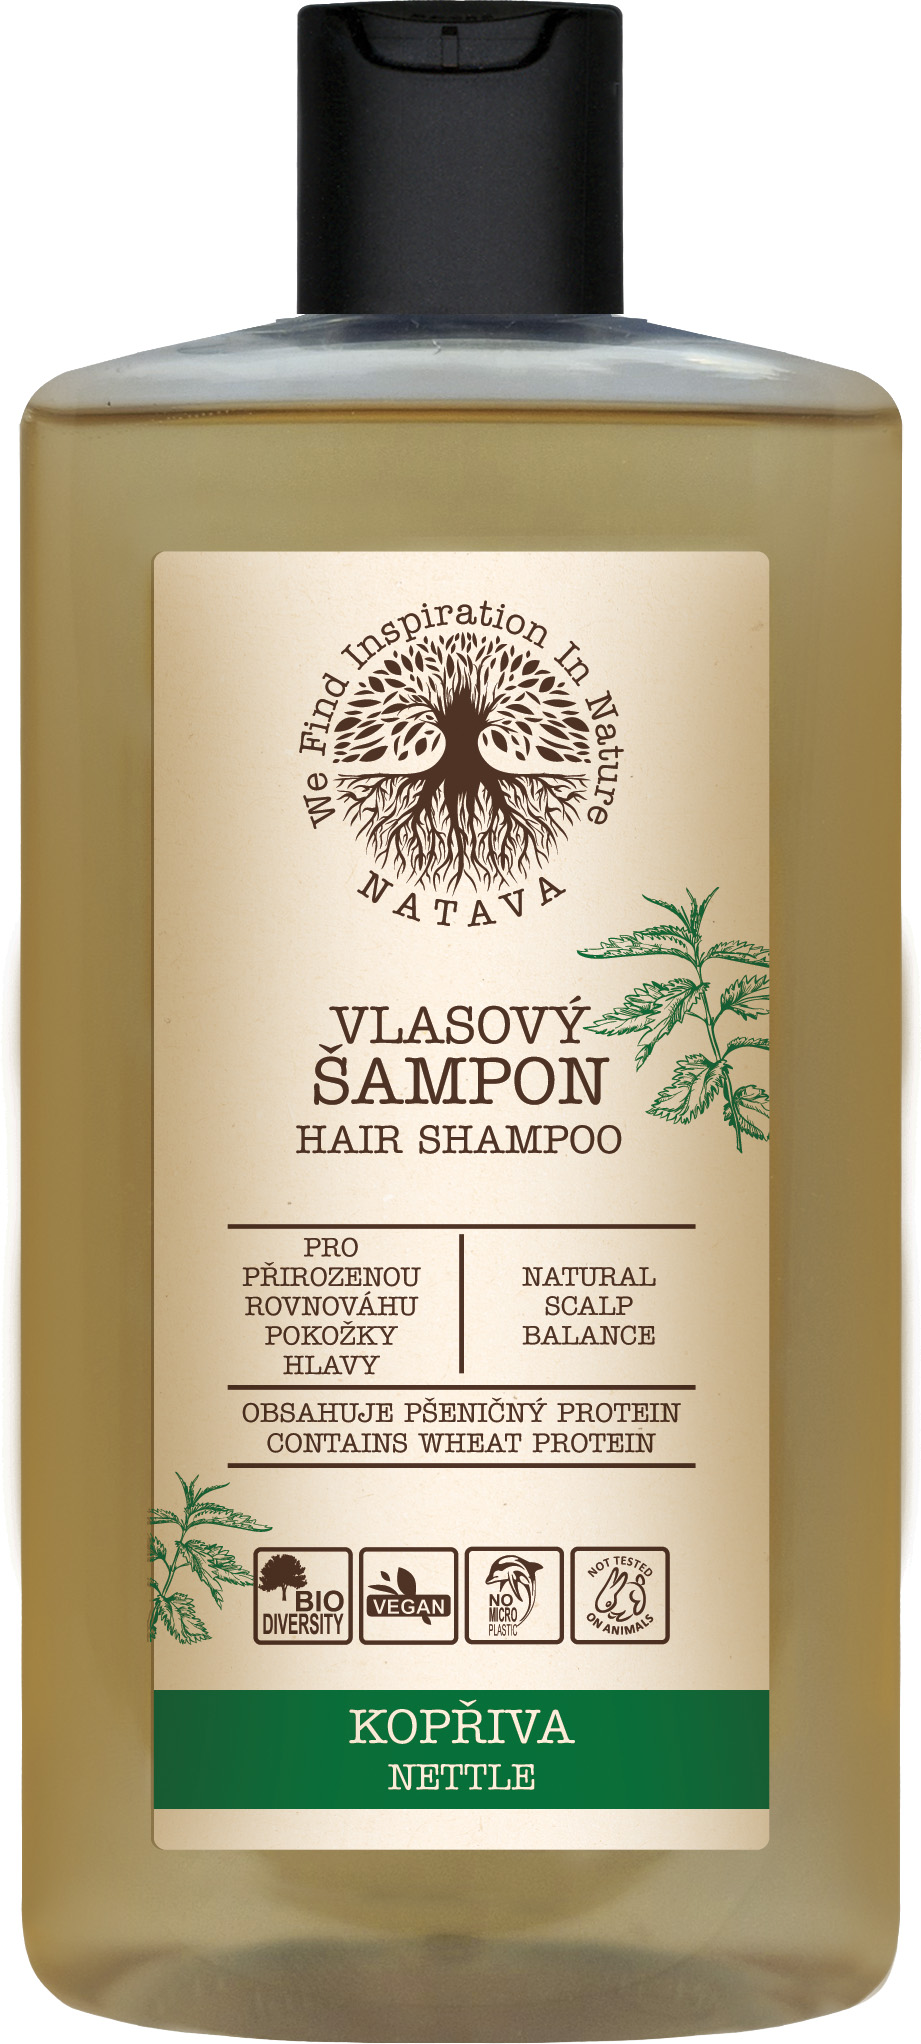 We Find Inspiration In Nature
NATAVA
VLASOVÝ
ŠAMPON
HAIR SHAMPOO
PRO
PŘIROZENOU
ROVNOVÁHU
POKOŽKY
HLAVY
NATURAL
SCALP
BALANCE
OBSAHUJE PŠENIČNÝ PROTEIN
CONTAINS WHEAT PROTEIN
BIO
DIVERSITY
VEGAN
NO
MICRO
PLASTIC
NOT TESTED
ON ANIMALS
KOPŘIVA
NETTLE